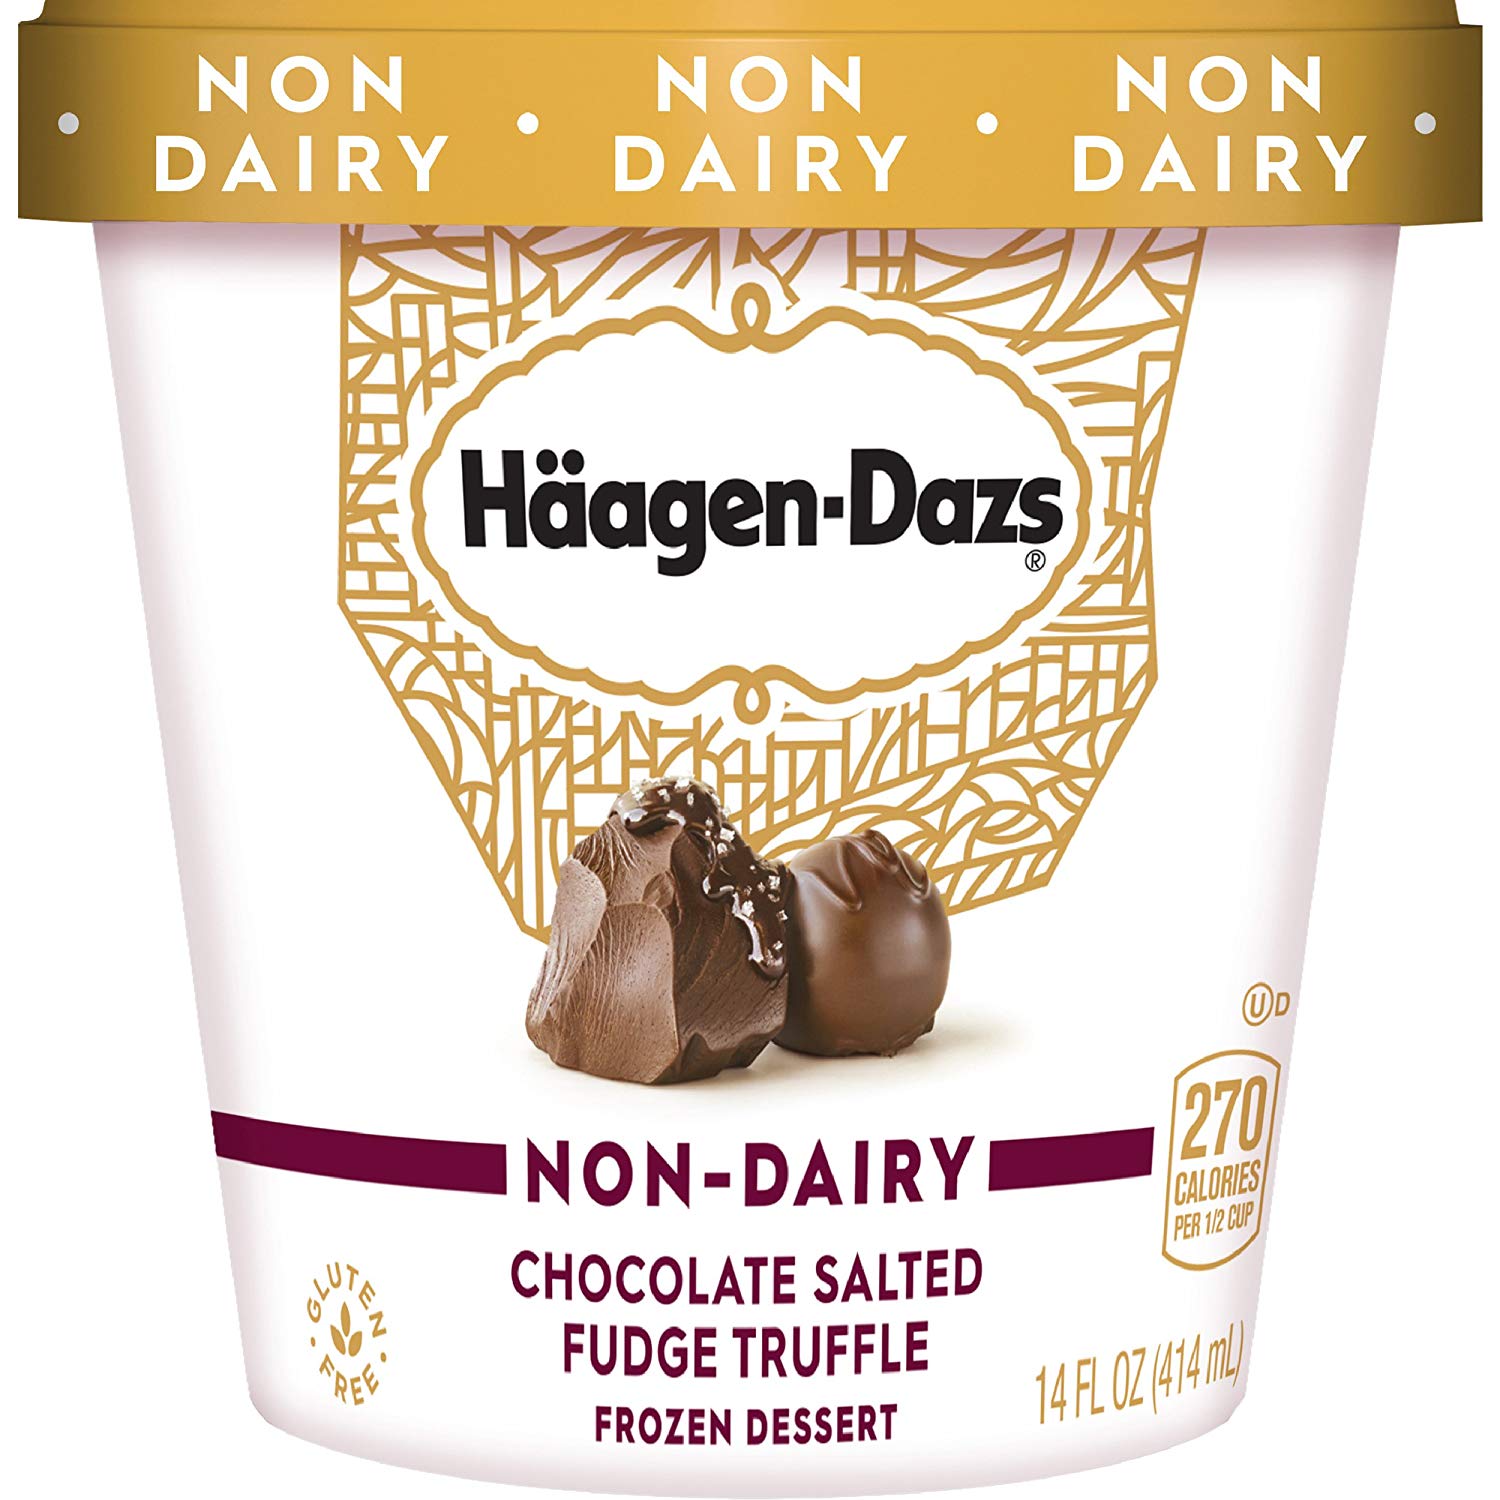 NON DAIRY • NON DAIRY • NON DAIRY
Häagen-Dazs®
U D
270
CALORIES
PER 1/2 CUP
NON-DAIRY
CHOCOLATE SALTED
FUDGE TRUFFLE
FROZEN DESSERT
GLUTEN FREE
14 FL OZ (414 mL)